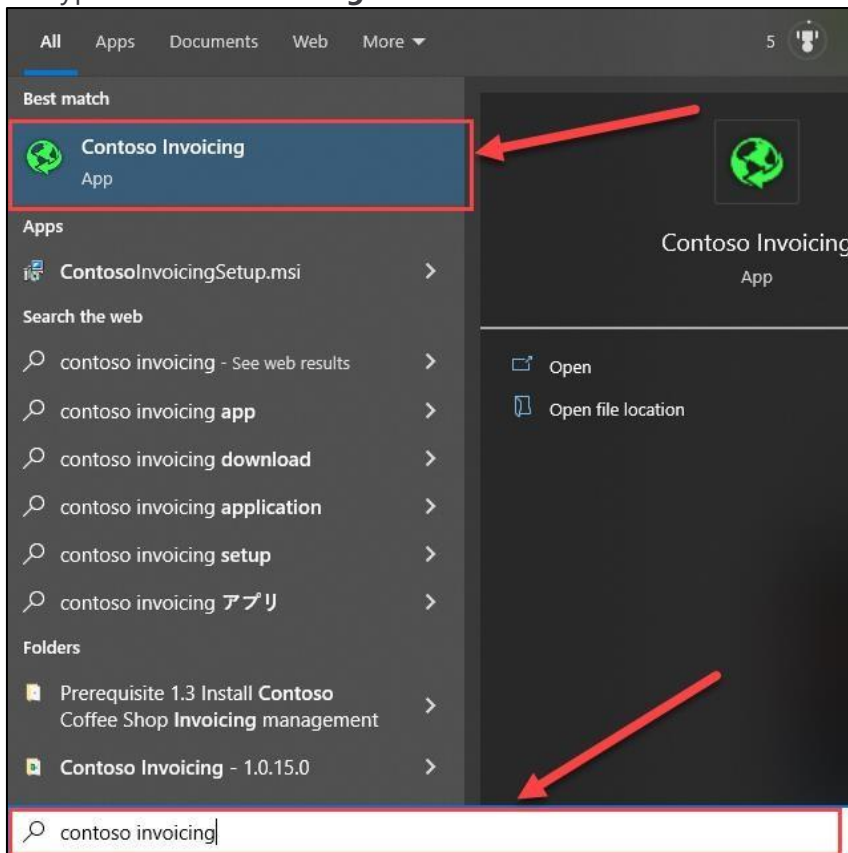 All Apps Documents Web More 5
Best match
Contoso Invoicing
App
Apps
ContosoInvoicingSetup.msi
Search the web
contoso invoicing - See web results
contoso invoicing app
contoso invoicing download
contoso invoicing application
contoso invoicing setup
contoso invoicing アプリ
Folders
Prerequisite 1.3 Install Contoso
Coffee Shop Invoicing management
Contoso Invoicing - 1.0.15.0
contoso invoicing
Contoso Invoicing
App
Open
Open file location